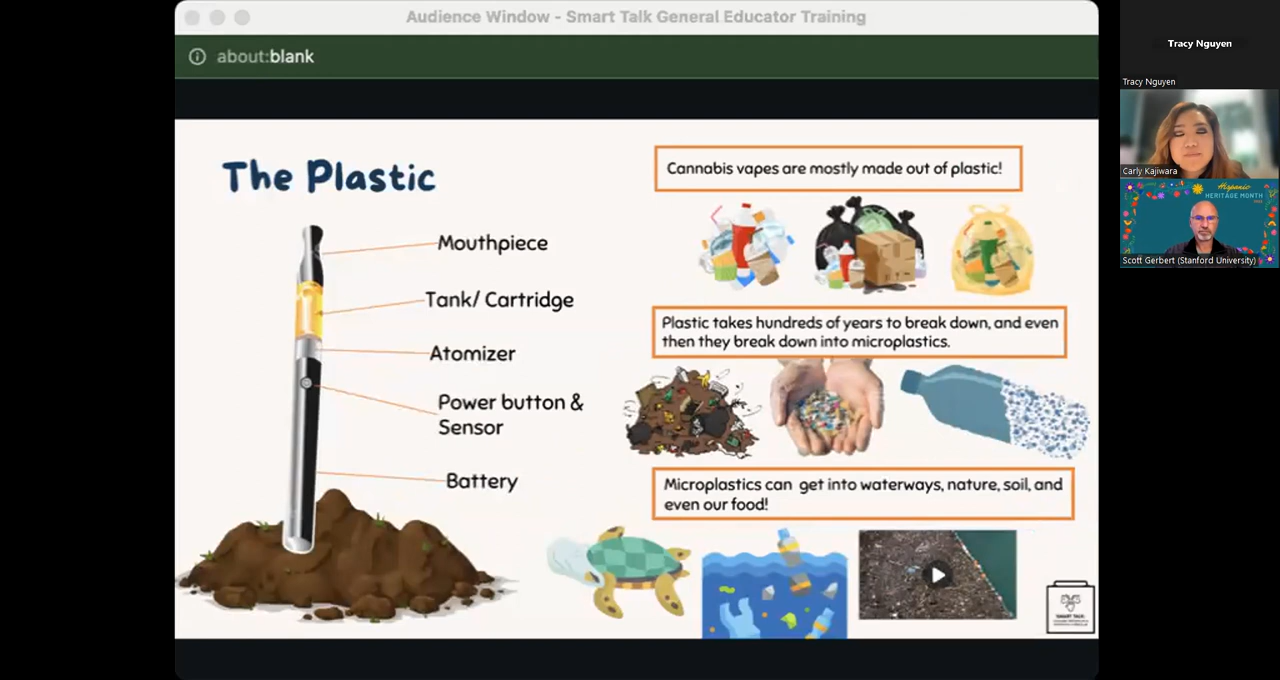 Audience Window - Smart Talk General Educator Training
about:blank
The Plastic
Mouthpiece
Tank/ Cartridge
Atomizer
Power button &
Sensor
Battery
Cannabis vapes are mostly made out of plastic!
Plastic takes hundreds of years to break down, and even
then they break down into microplastics.
Microplastics can get into waterways, nature, soil, and
even our food!
SMART TALK:
Tracy Nguyen
Tracy Nguyen
Carly Kajiwara
Hispanic
HERITAGE MONTH
Scott Gerbert (Stanford University)